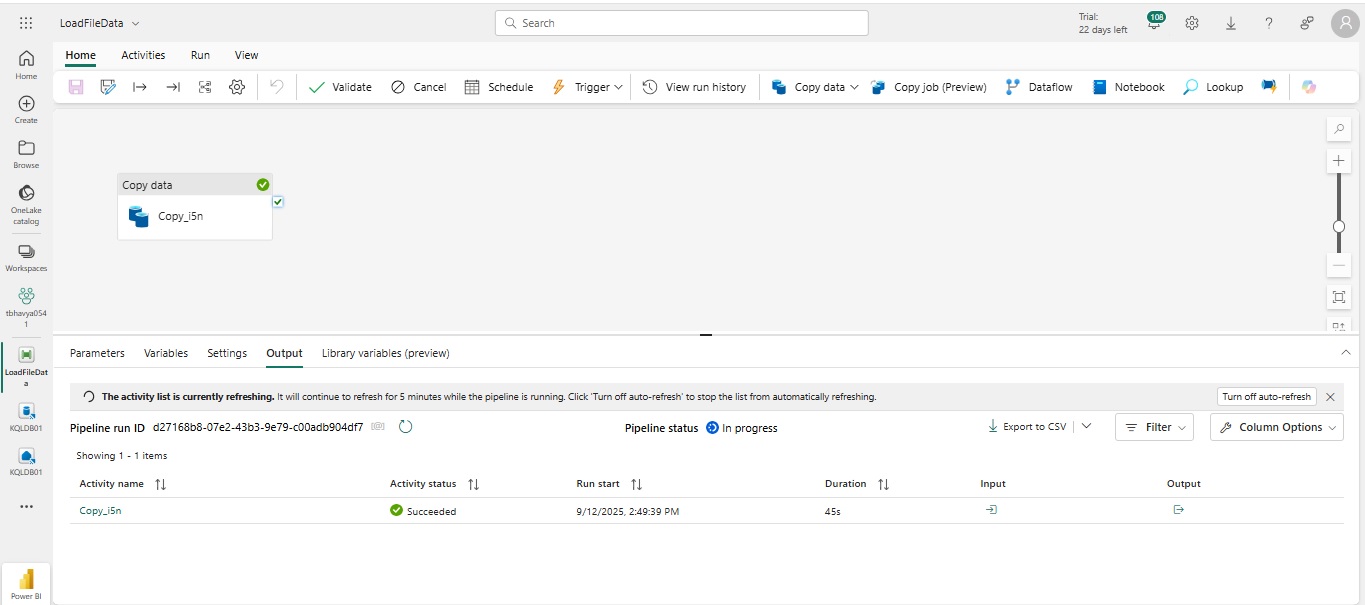 LoadFileData
Search
Trial:
22 days left
108
Home Activities Run View
Validate Cancel Schedule Trigger View run history Copy data Copy job (Preview) Dataflow Notebook Lookup
Home
Create
Browse
OneLake
catalog
Workspaces
tbhavya054
1
LoadFileDat
a
KQLDB01
KQLDB01
Power BI
Copy data
Copy_i5n
Parameters Variables Settings Output Library variables (preview)
The activity list is currently refreshing. It will continue to refresh for 5 minutes while the pipeline is running. Click 'Turn off auto-refresh' to stop the list from automatically refreshing. Turn off auto-refresh
Pipeline run ID d27168b8-07e2-43b3-9e79-c00adb904df7 Pipeline status In progress Export to CSV Filter Column Options
Showing 1 - 1 items
Activity name Activity status Run start Duration Input Output
Copy_i5n Succeeded 9/12/2025, 2:49:39 PM 45s